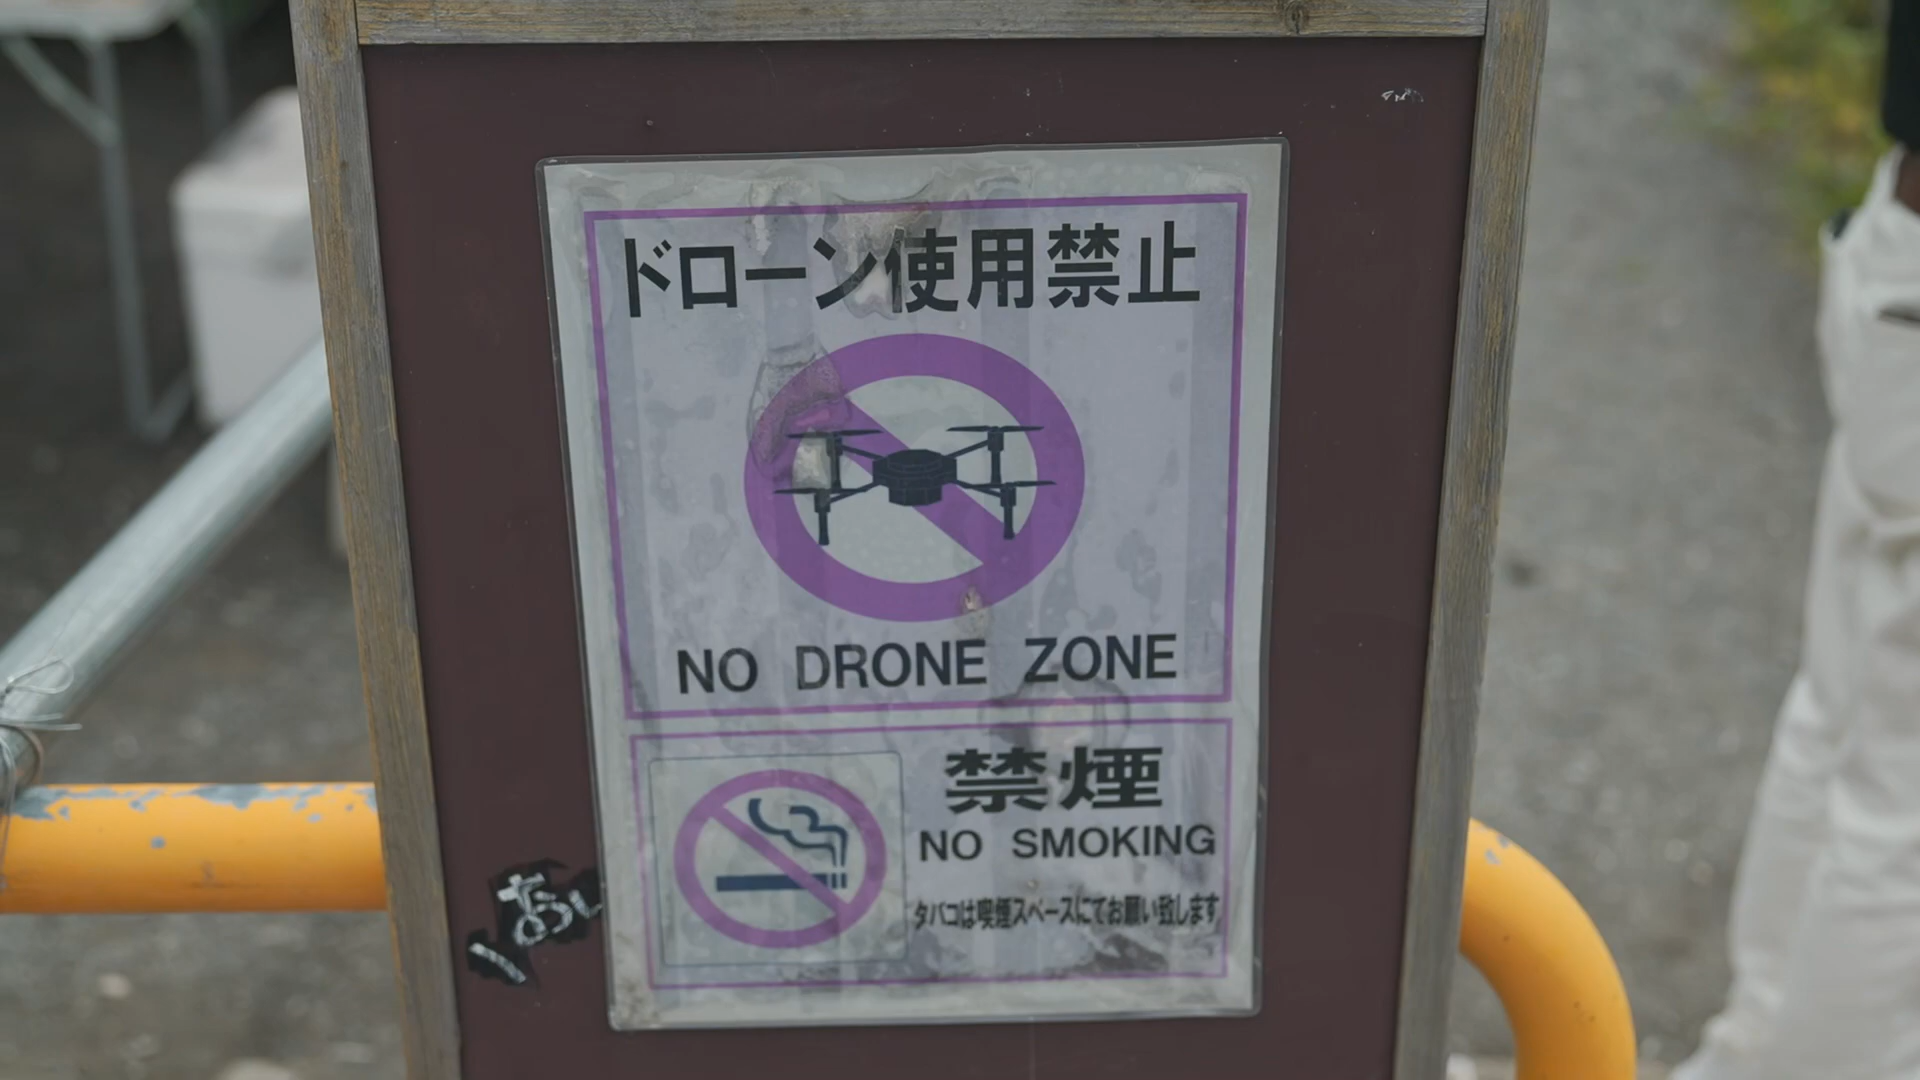 ドローン使用禁止
NO DRONE ZONE
禁煙
NO SMOKING
タバコは喫煙スペースにてお願い致します
お